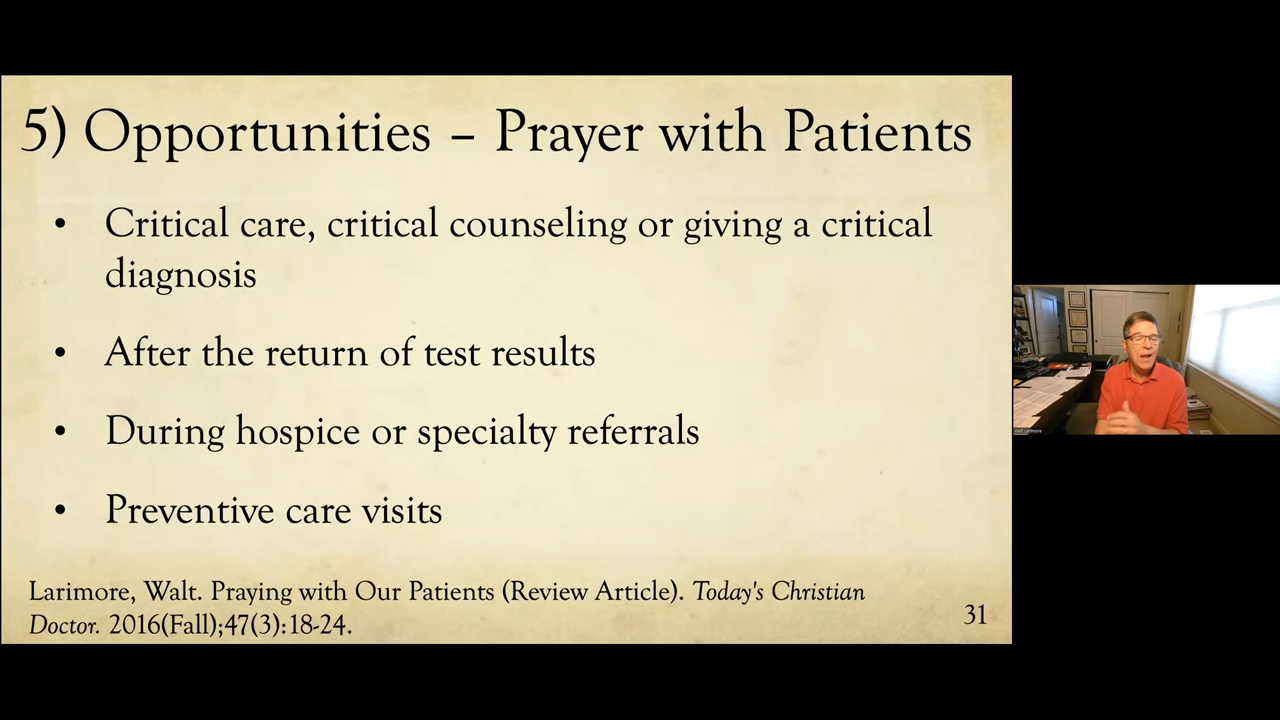 5) Opportunities – Prayer with Patients
• Critical care, critical counseling or giving a critical
diagnosis
• After the return of test results
• During hospice or specialty referrals
• Preventive care visits
Larimore, Walt. Praying with Our Patients (Review Article). Today's Christian
Doctor. 2016(Fall);47(3):18-24.
31
Walt Larimore